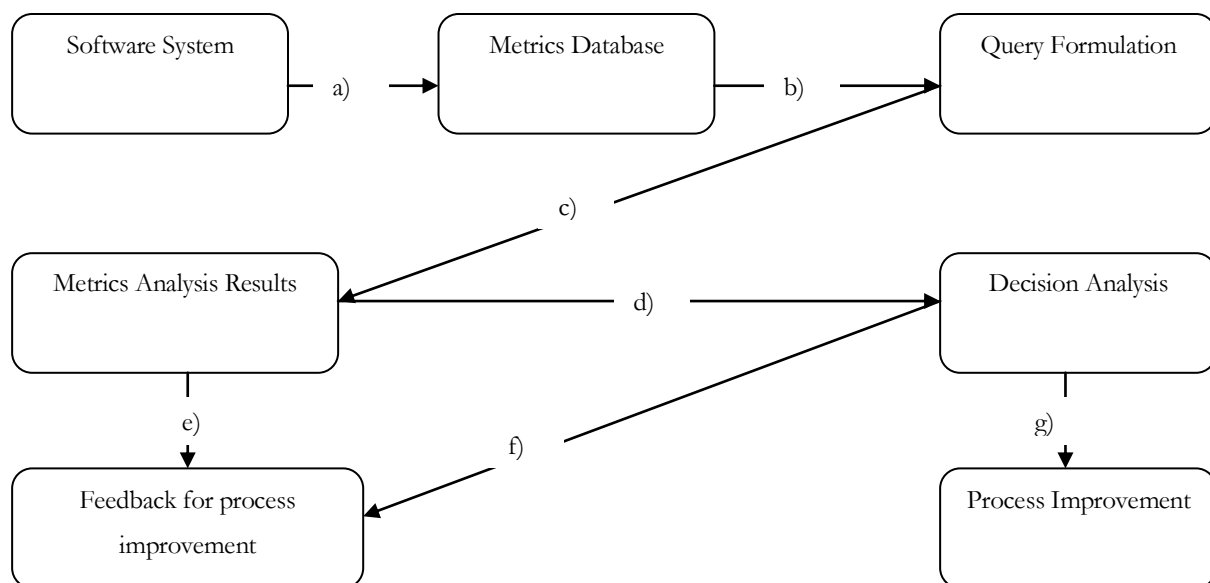 Software System
Metrics Database
Query Formulation
a)
b)
c)
Metrics Analysis Results
Decision Analysis
d)
e)
f)
g)
Feedback for process
improvement
Process Improvement